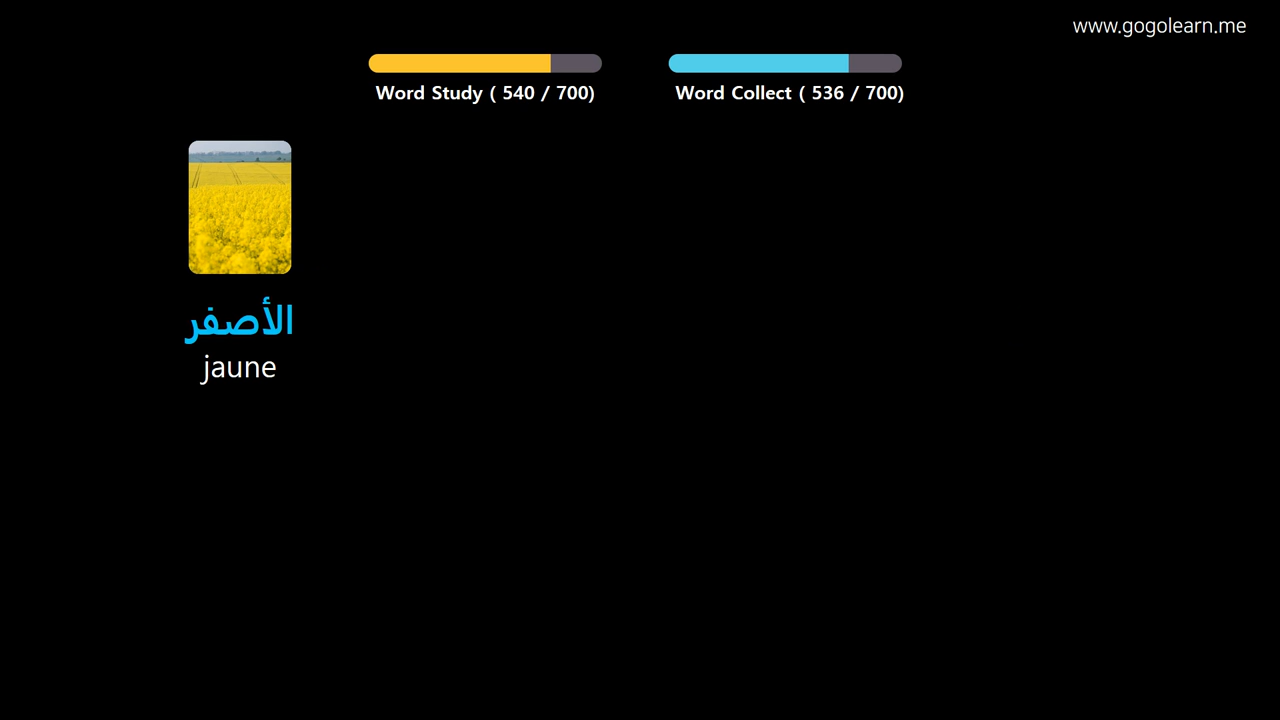 www.gogolearn.me
Word Study ( 540 / 700)
Word Collect ( 536 / 700)
الأصفر
jaune